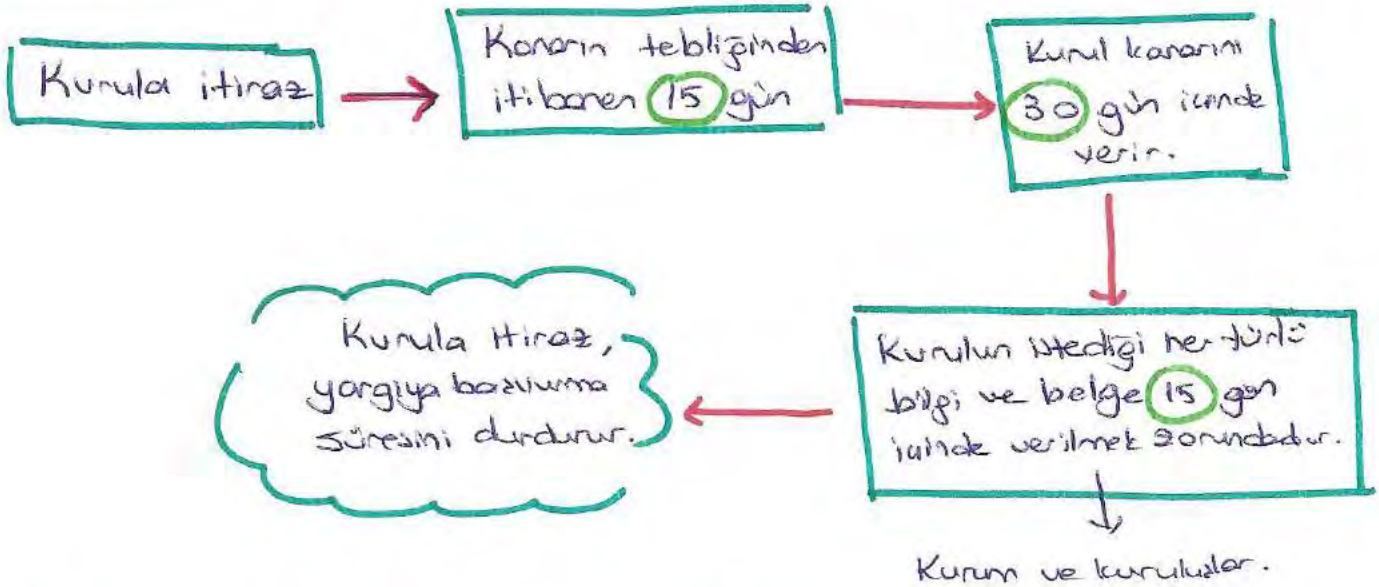 Kurula itiraz
Kararın tebliğinden
itibaren 15 gün
Kurul kararını
30 gün içinde
verir.
Kurulun istediği her türlü
bilgi ve belge 15 gün
içinde verilmek zorundadır.
Kurum ve kuruluşlar.
Kurula itiraz,
yargıya başvurma
süresini durdurur.